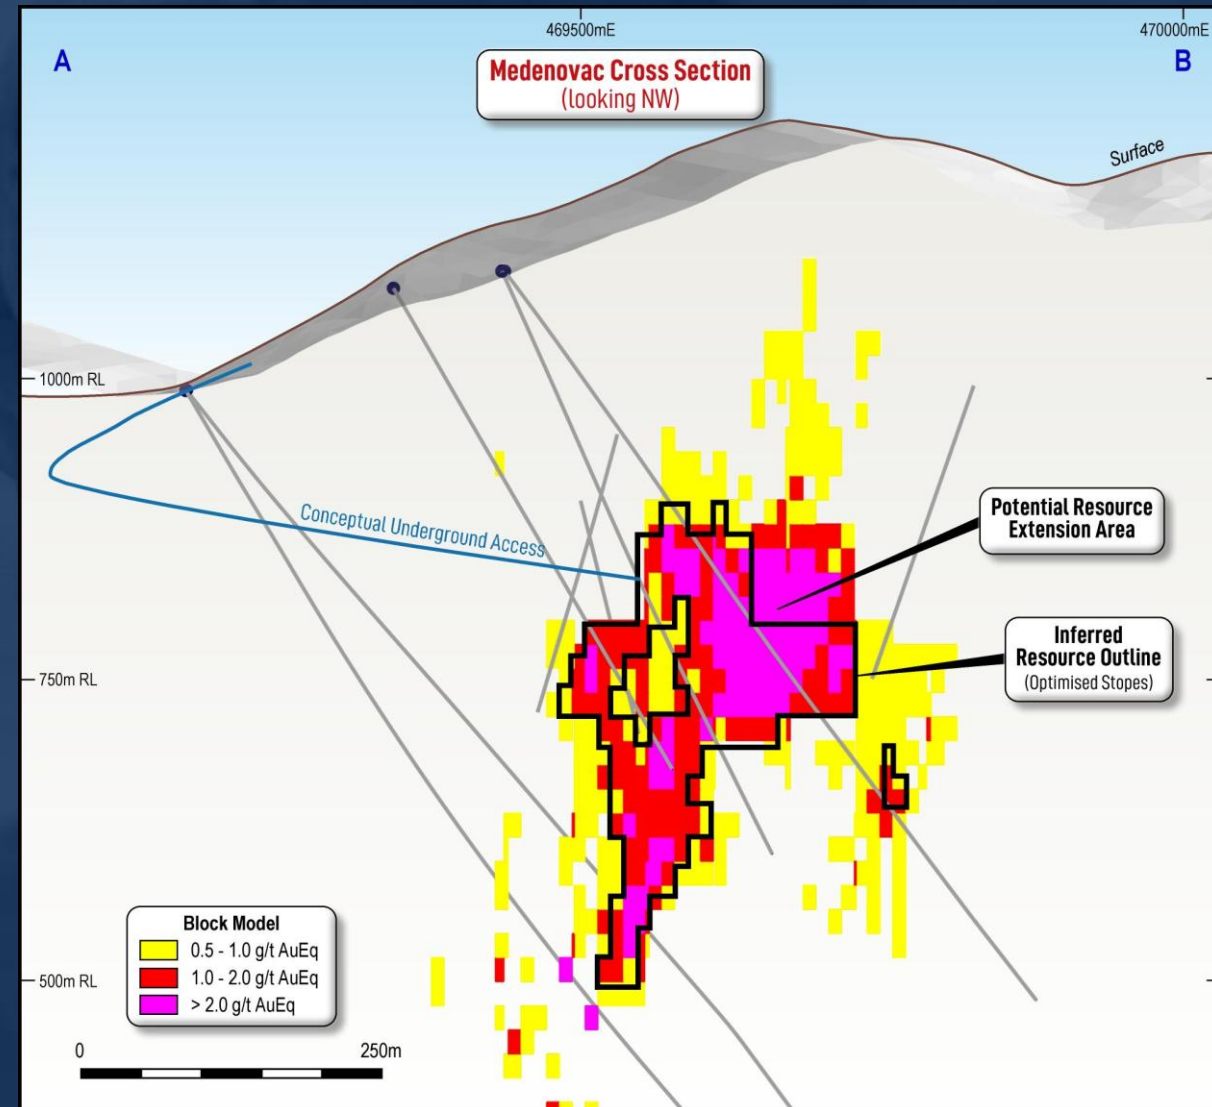 469500mE
470000mE
A
B
Medenovac Cross Section
(looking NW)
Surface
1000m RL
Conceptual Underground Access
Potential Resource
Extension Area
Inferred
Resource Outline
(Optimised Stopes)
750m RL
500m RL
Block Model
0.5 - 1.0 g/t AuEq
1.0 - 2.0 g/t AuEq
> 2.0 g/t AuEq
0
250m